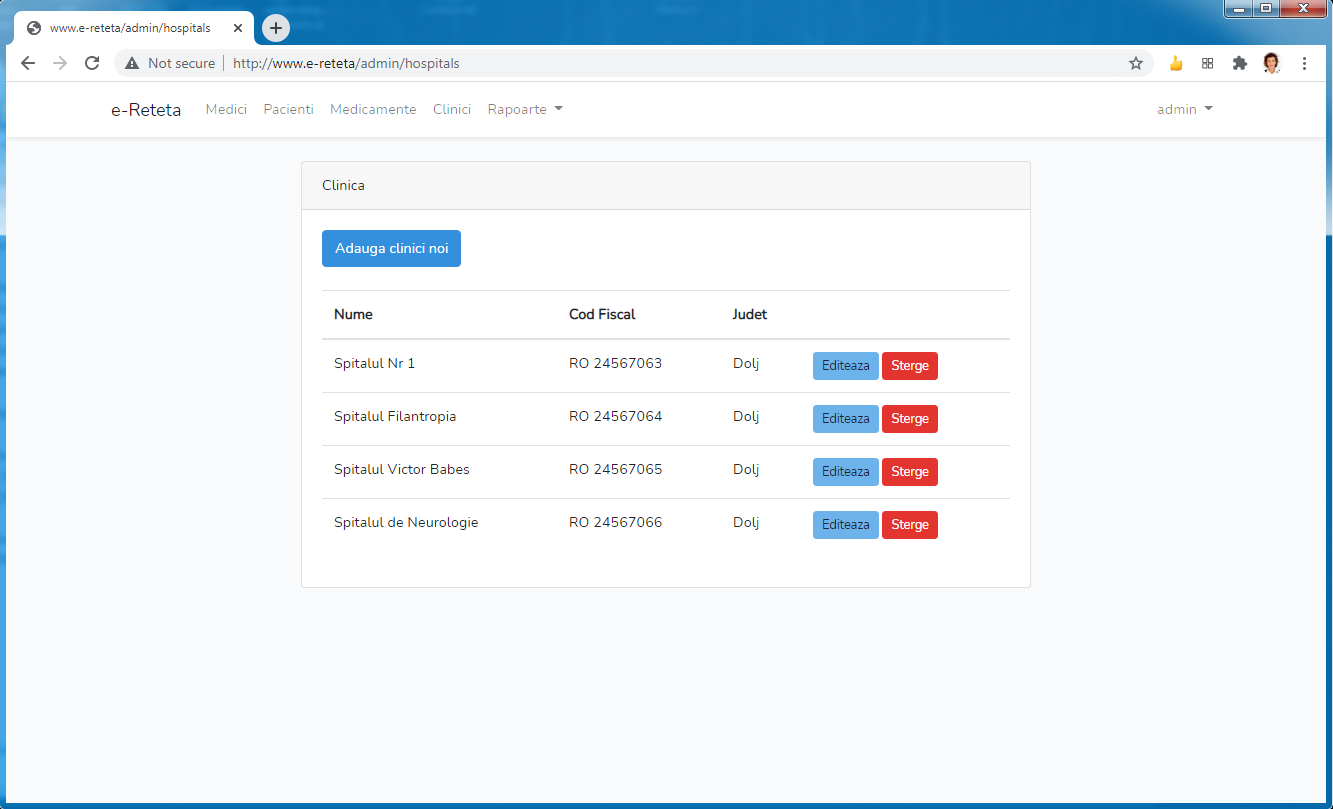 www.e-reteta/admin/hospitals
Not secure http://www.e-reteta/admin/hospitals
e-Reteta Medici Pacienti Medicamente Clinici Rapoarte admin
Clinica
Adauga clinici noi
Nume Cod Fiscal Judet
Spitalul Nr 1 RO 24567063 Dolj Editeaza Sterge
Spitalul Filantropia RO 24567064 Dolj Editeaza Sterge
Spitalul Victor Babes RO 24567065 Dolj Editeaza Sterge
Spitalul de Neurologie RO 24567066 Dolj Editeaza Sterge